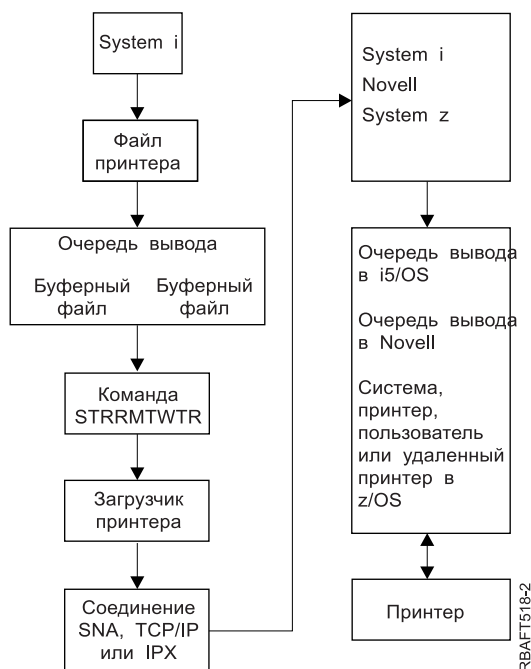 System i
Файл
принтера
Очередь вывода
Буферный
файл
Буферный
файл
Команда
STRRMTWTR
Загрузчик
принтера
Соединение
SNA, TCP/IP
или IPX
System i
Novell
System z
Очередь вывода
в i5/OS
Очередь вывода
в Novell
Система,
принтер,
пользователь
или удаленный
принтер в
z/OS
Принтер
RBAFT518-2